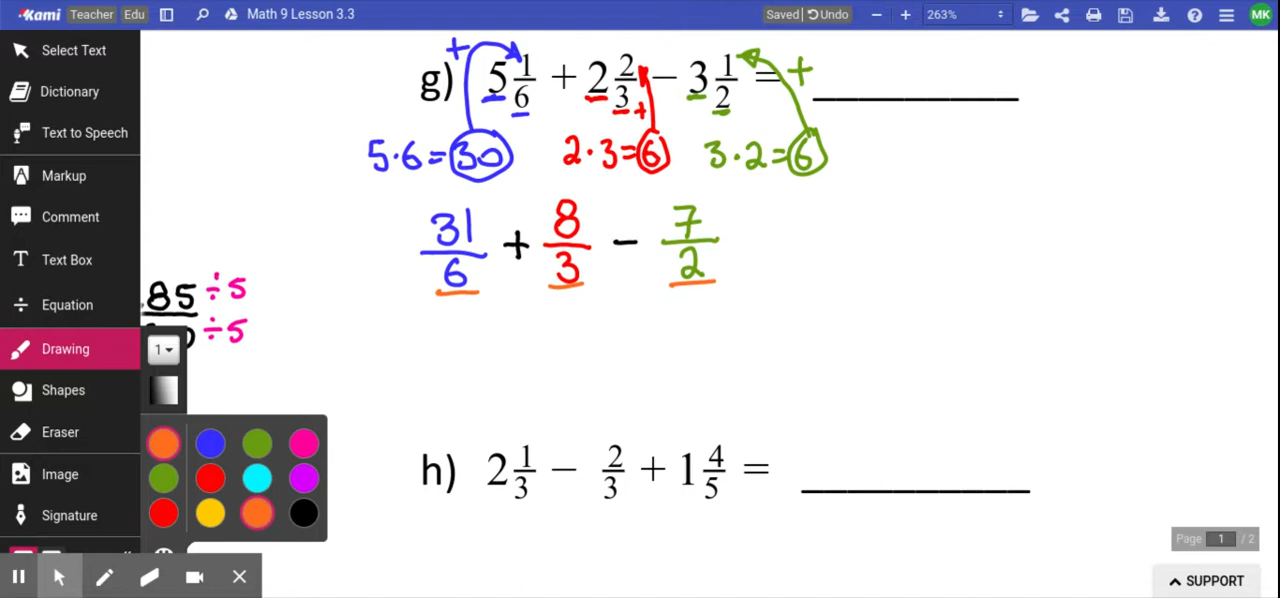 Kami Teacher Edu Math 9 Lesson 3.3 Saved Undo − + 263% MK
Select Text
Dictionary
Text to Speech
Markup
Comment
Text Box
Equation
Drawing
Shapes
Eraser
Image
Signature
1
g) 5 1/6 + 2 2/3 − 3 1/2 = __________
+ + +
5·6=30 2·3=6 3·2=6
31/6 + 8/3 − 7/2
85 ÷5
÷5
h) 2 1/3 − 2/3 + 1 4/5 = __________
Page 1 / 2
SUPPORT